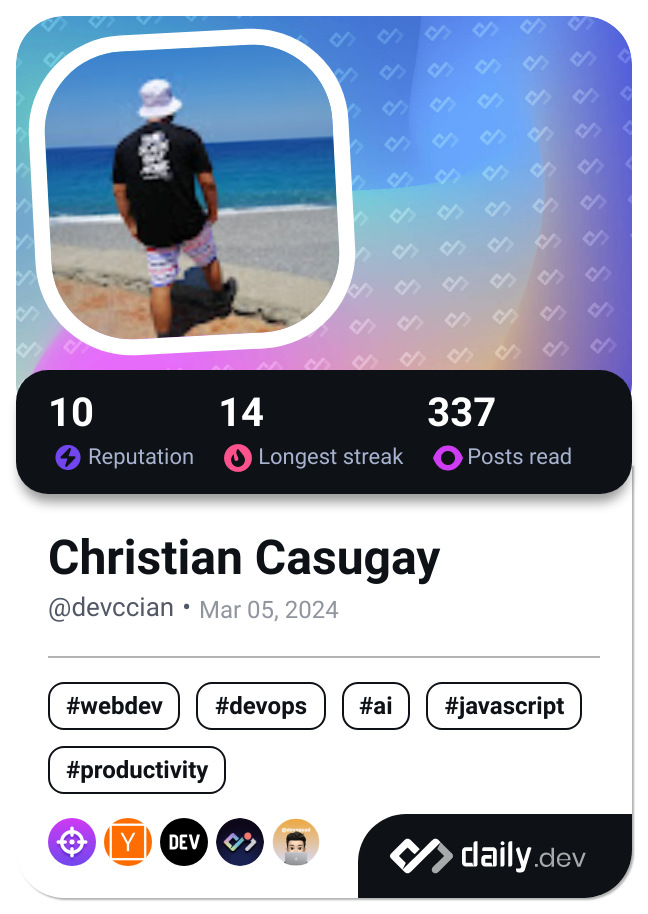 10 14 337
Reputation Longest streak Posts read
Christian Casugay
@devccian • Mar 05, 2024
#webdev #devops #ai #javascript
#productivity
Y DEV
daily.dev